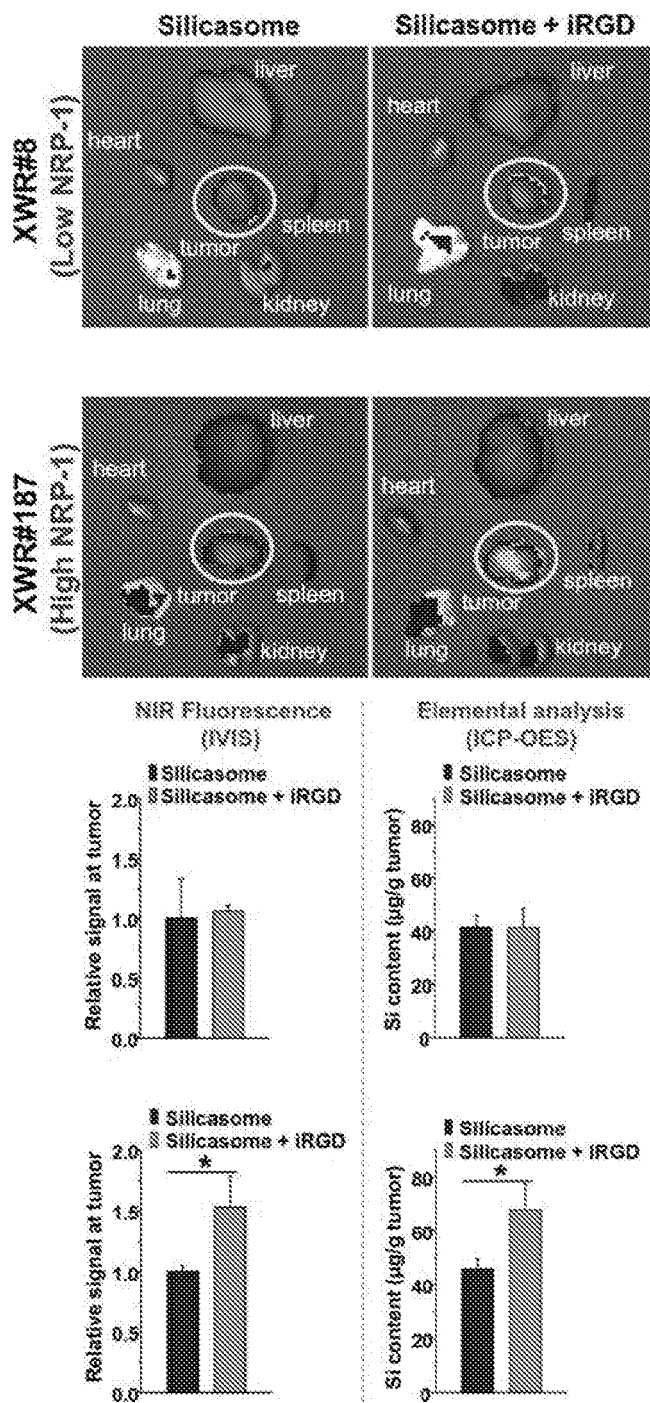 Silicasome
Silicasome + iRGD
XWR#8
(Low NRP-1)
liver
heart
tumor
spleen
lung
kidney
liver
heart
tumor
spleen
lung
kidney
XWR#187
(High NRP-1)
liver
heart
tumor
spleen
lung
kidney
liver
heart
tumor
spleen
lung
kidney
NIR Fluorescence
(IVIS)
Elemental analysis
(ICP-OES)
Silicasome
Silicasome + iRGD
Relative signal at tumor
2.0
1.5
1.0
0.5
0.0
Silicasome
Silicasome + iRGD
Si content (µg/g tumor)
80
60
40
20
0
Silicasome
Silicasome + iRGD
Relative signal at tumor
2.0
1.5
1.0
0.5
0.0
*
Silicasome
Silicasome + iRGD
Si content (µg/g tumor)
80
60
40
20
0
*